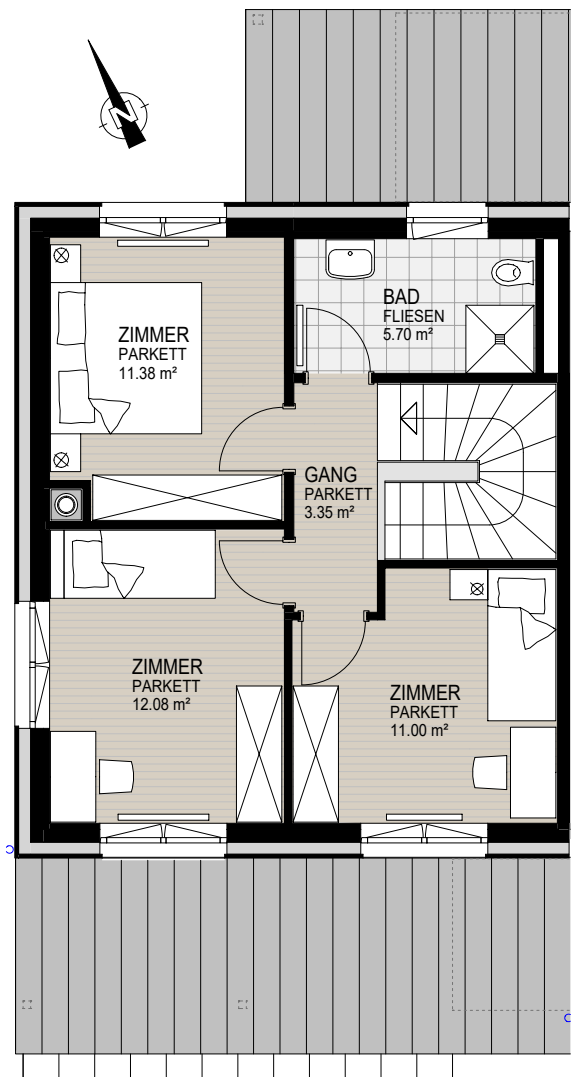 N
BAD
FLIESEN
5.70 m²
ZIMMER
PARKETT
11.38 m²
GANG
PARKETT
3.35 m²
ZIMMER
PARKETT
12.08 m²
ZIMMER
PARKETT
11.00 m²